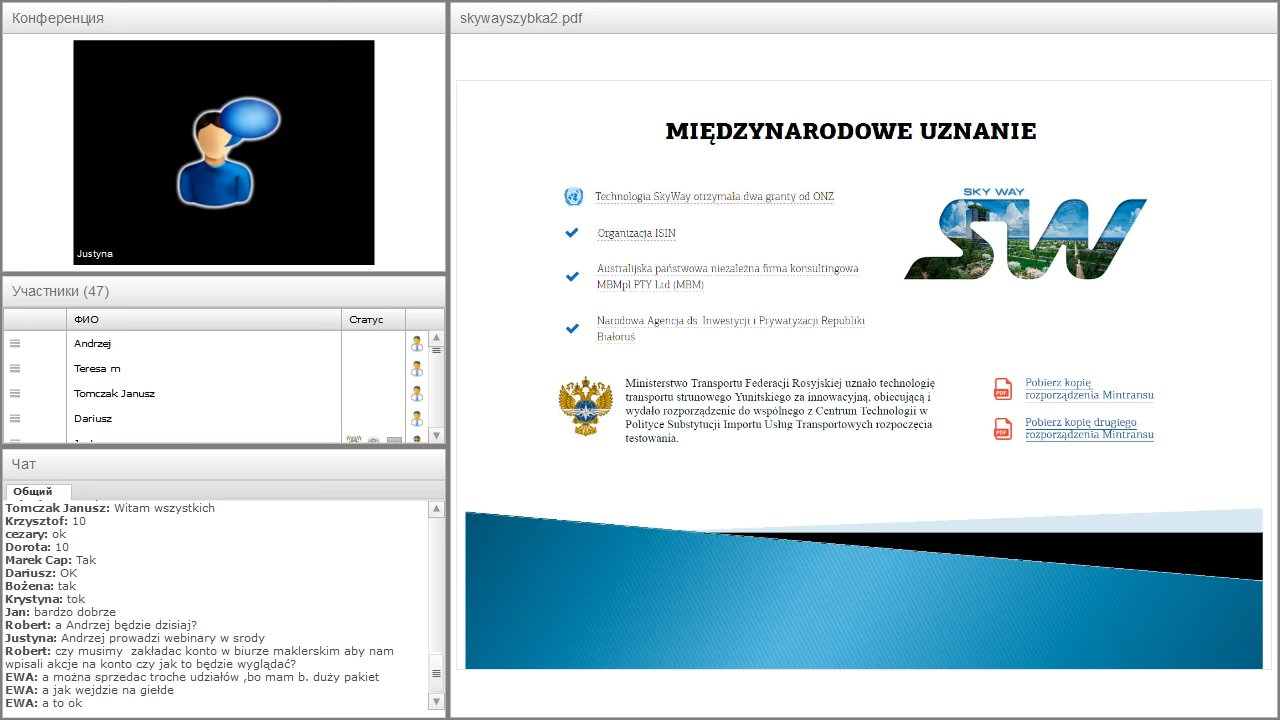 Конференция
Justyna
Участники (47)
ФИО
Статус
Andrzej
Teresa m
Tomczak Janusz
Dariusz
Чат
Общий
Tomczak Janusz: Witam wszystkich
Krzysztof: 10
cezary: ok
Dorota: 10
Marek Cap: Tak
Dariusz: OK
Bożena: tak
Krystyna: tok
Jan: bardzo dobrze
Robert: a Andrzej będzie dzisiaj?
Justyna: Andrzej prowadzi webinary w srody
Robert: czy musimy zakładać konto w biurze maklerskim aby nam
wpisali akcje na konto czy jak to będzie wyglądać?
EWA: a można sprzedac troche udziałów ,bo mam b. duży pakiet
EWA: a jak wejdzie na giełde
EWA: a to ok
skywayszybka2.pdf
MIĘDZYNARODOWE UZNANIE
Technologia SkyWay otrzymała dwa granty od ONZ
Organizacja ISIN
Australijska państwowa niezależna firma konsultingowa
MBMpl PTY Ltd (MBM)
Narodowa Agencja ds. Inwestycji i Prywatyzacji Republiki
Białoruś
SKY WAY
SW
Ministerstwo Transportu Federacji Rosyjskiej uznało technologię
transportu strunowego Yunitskiego za innowacyjną, obiecującą i
wydało rozporządzenie do wspólnego z Centrum Technologii w
Polityce Substytucji Importu Usług Transportowych rozpoczęcia
testowania.
PDF
Pobierz kopię
rozporządzenia Mintransu
PDF
Pobierz kopię drugiego
rozporządzenia Mintransu